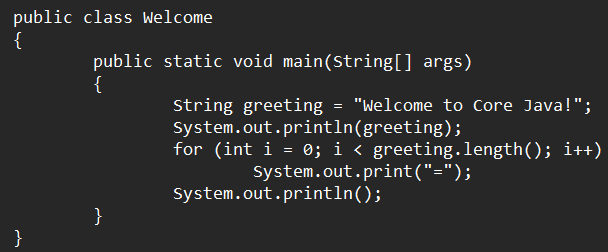 public class Welcome
{
        public static void main(String[] args)
        {
                String greeting = "Welcome to Core Java!";
                System.out.println(greeting);
                for (int i = 0; i < greeting.length(); i++)
                        System.out.print("=");
                System.out.println();
        }
}